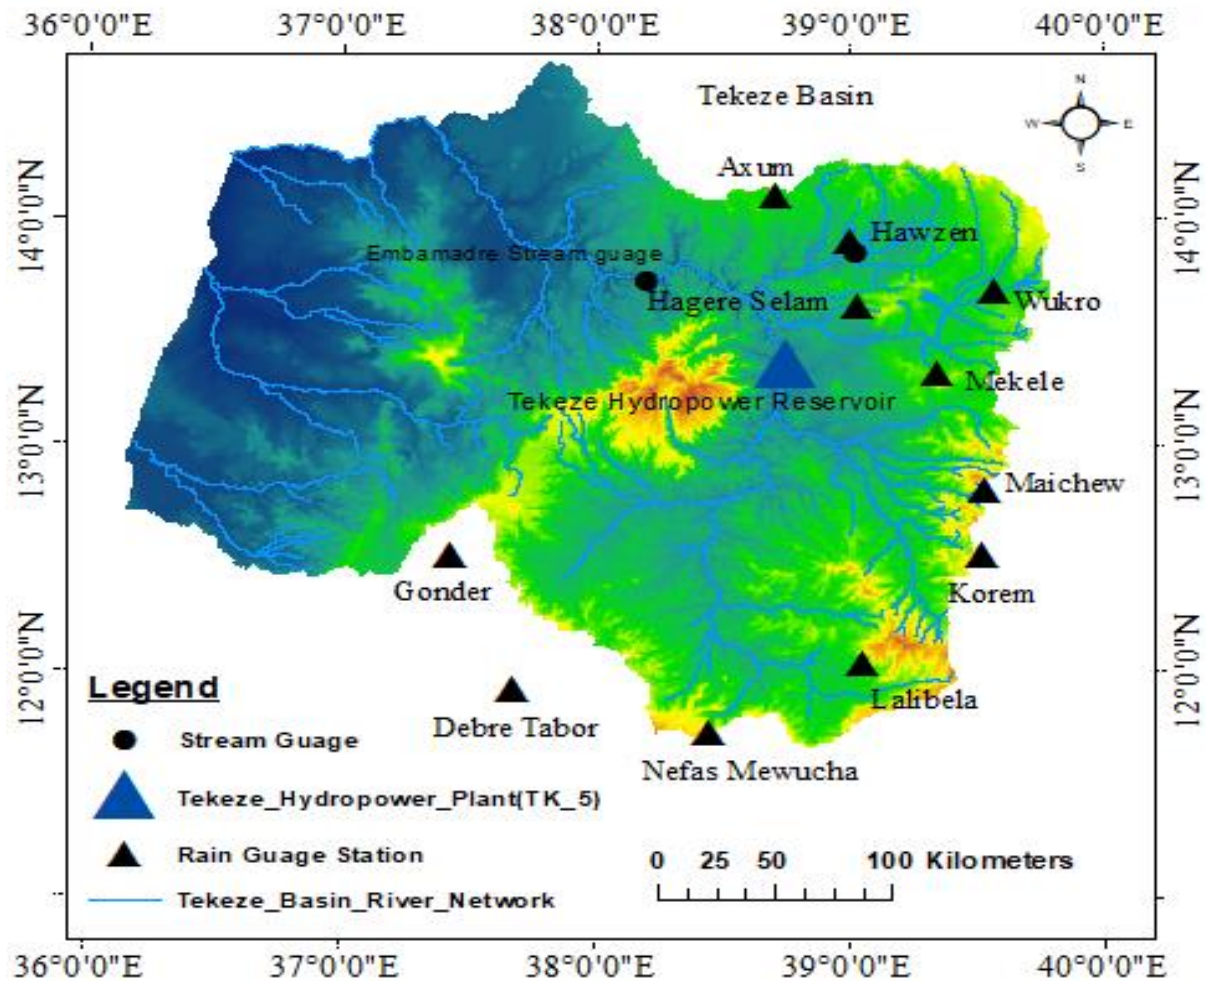 36°0'0"E 37°0'0"E 38°0'0"E 39°0'0"E 40°0'0"E
Tekeze Basin
N
W E
S
Axum
14°0'0"N 14°0'0"N
Hawzen
Embamadre Stream guage
Hagere Selam
Wukro
Mekele
Tekeze Hydropower Reservoir
13°0'0"N 13°0'0"N
Maichew
Gonder
Korem
12°0'0"N 12°0'0"N
Legend
Lalibela
Debre Tabor
Stream Guage
Nefas Mewucha
Tekeze_Hydropower_Plant(TK_5)
Rain Guage Station
0 25 50 100 Kilometers
Tekeze_Basin_River_Network
36°0'0"E 37°0'0"E 38°0'0"E 39°0'0"E 40°0'0"E